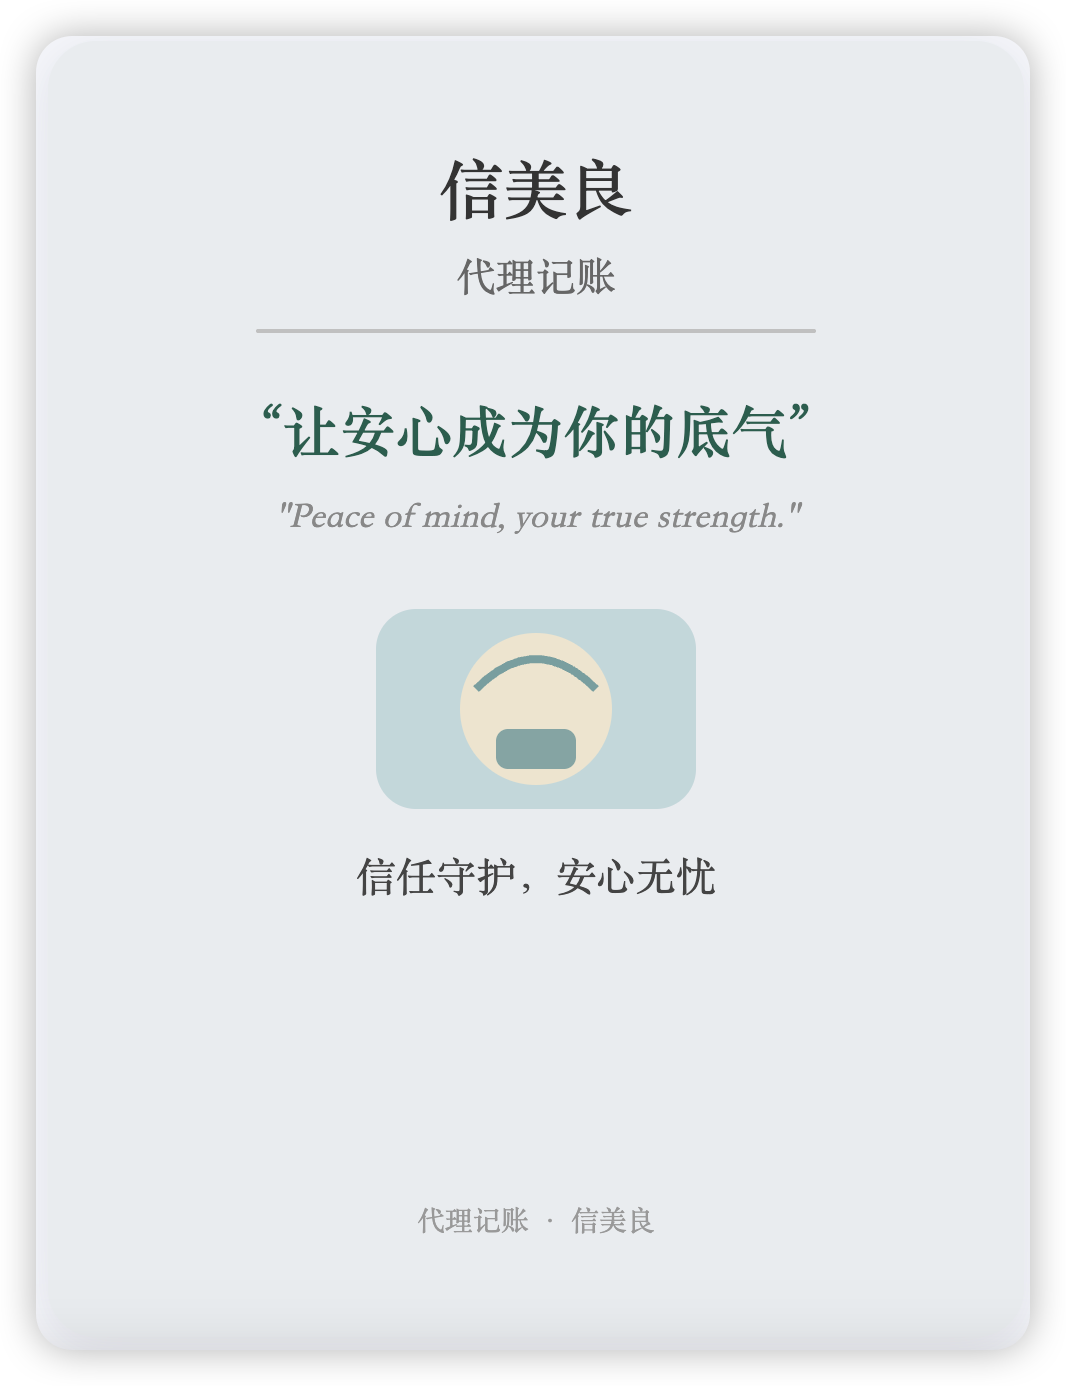 信美良
代理记账
“让安心成为你的底气”
"Peace of mind, your true strength."
信任守护，安心无忧
代理记账 · 信美良